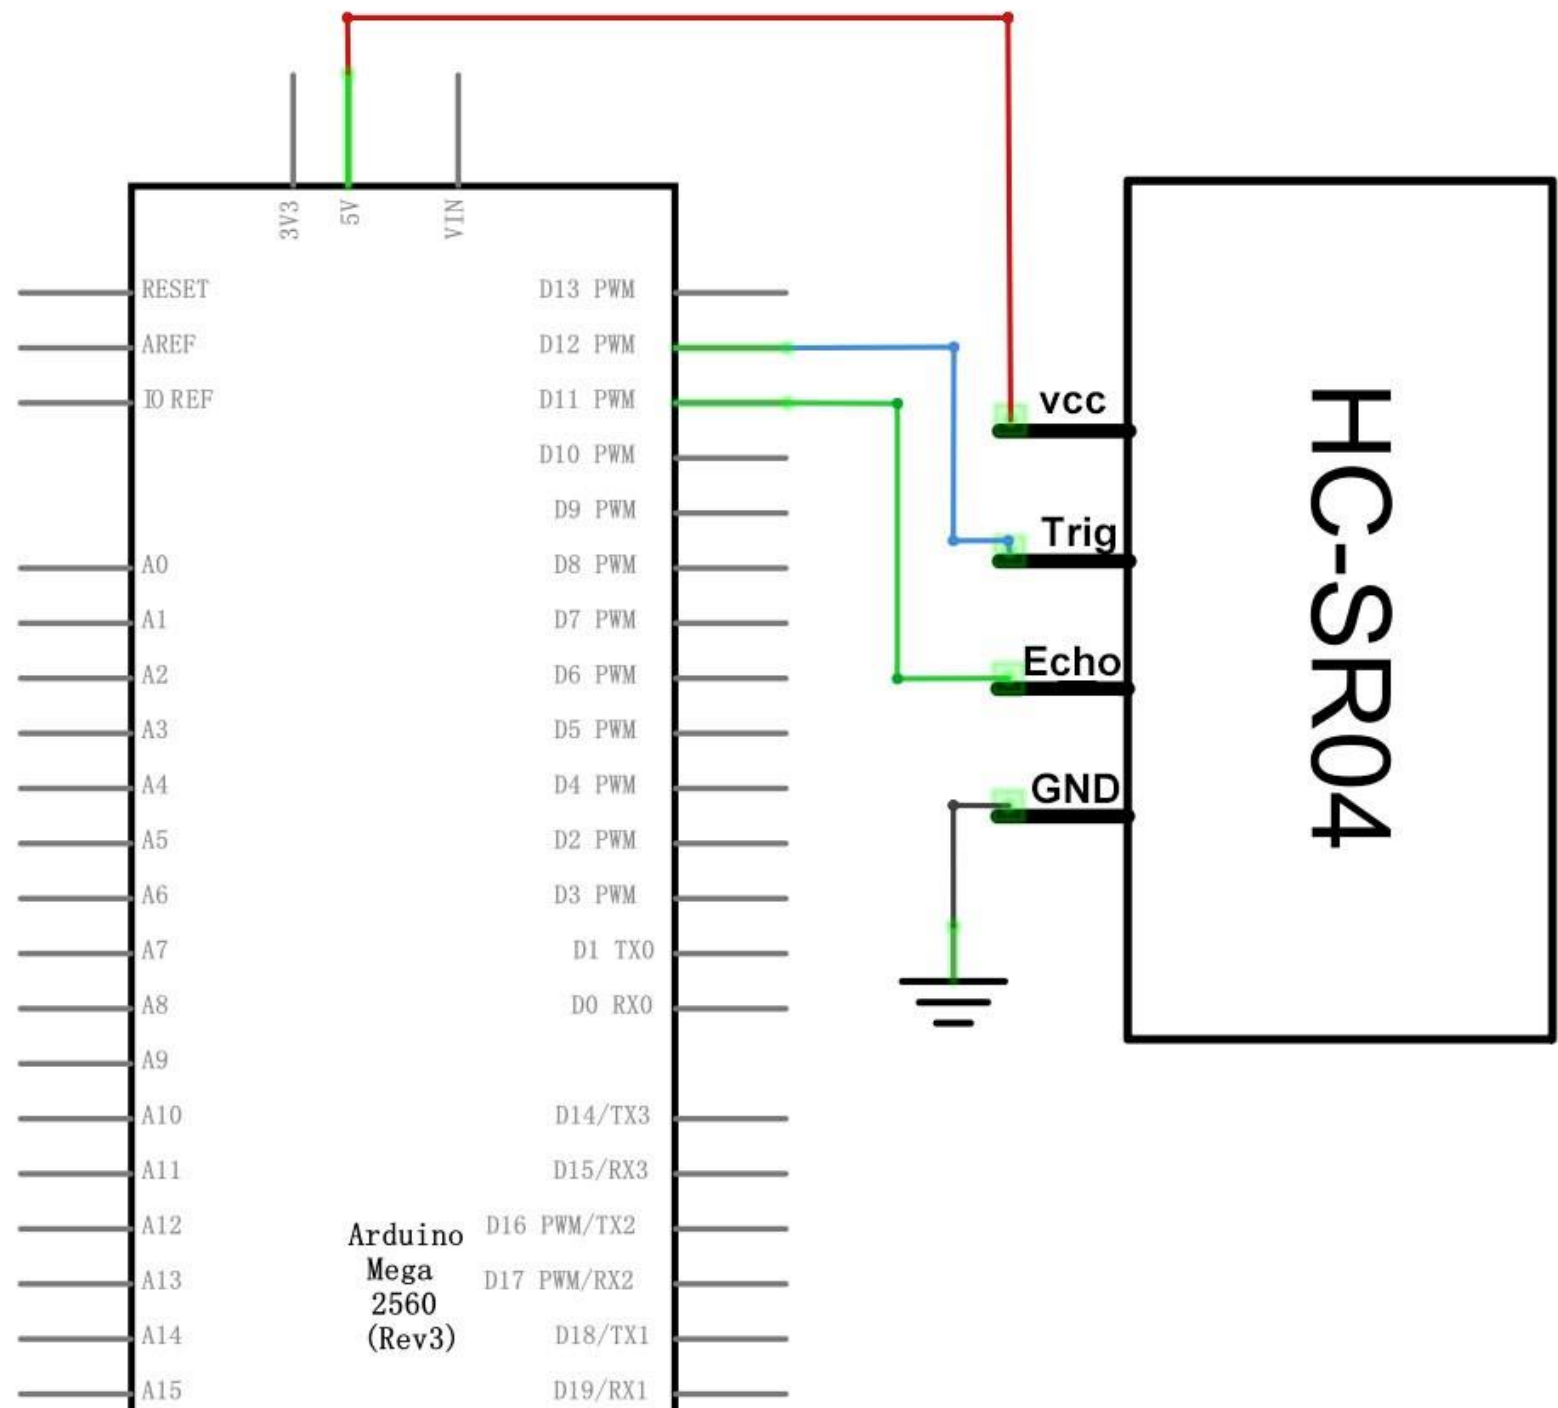 3V3
5V
VIN
RESET
AREF
IO REF
A0
A1
A2
A3
A4
A5
A6
A7
A8
A9
A10
A11
A12
A13
A14
A15
D13 PWM
D12 PWM
D11 PWM
D10 PWM
D9 PWM
D8 PWM
D7 PWM
D6 PWM
D5 PWM
D4 PWM
D2 PWM
D3 PWM
D1 TX0
D0 RX0
D14/TX3
D15/RX3
D16 PWM/TX2
D17 PWM/RX2
D18/TX1
D19/RX1
Arduino
Mega
2560
(Rev3)
vcc
Trig
Echo
GND
HC-SR04